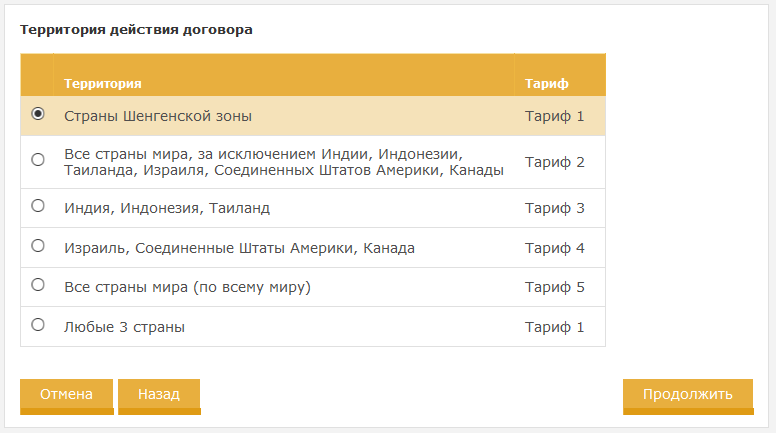 Территория действия договора
Территория Тариф
Страны Шенгенской зоны Тариф 1
Все страны мира, за исключением Индии, Индонезии,
Таиланда, Израиля, Соединенных Штатов Америки, Канады Тариф 2
Индия, Индонезия, Таиланд Тариф 3
Израиль, Соединенные Штаты Америки, Канада Тариф 4
Все страны мира (по всему миру) Тариф 5
Любые 3 страны Тариф 1
Отмена Назад Продолжить